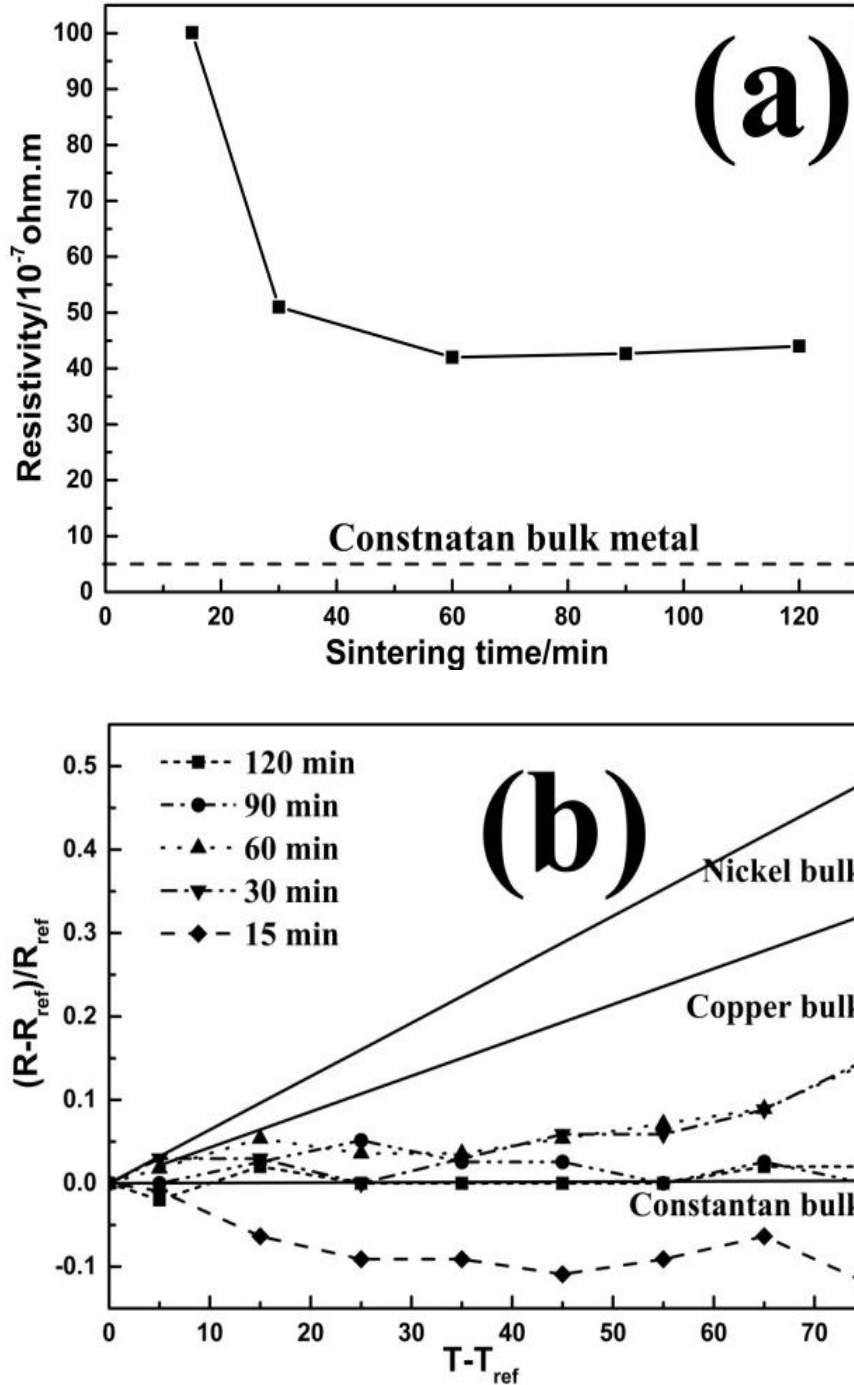 (a)
Resistivity/10⁻⁷ohm.m
100
90
80
70
60
50
40
30
20
10
0
Constnatan bulk metal
0 20 40 60 80 100 120
Sintering time/min
(b)
(R-R_ref)/R_ref
0.5
0.4
0.3
0.2
0.1
0.0
-0.1
120 min
90 min
60 min
30 min
15 min
Nickel bulk
Copper bulk
Constantan bulk
0 10 20 30 40 50 60 70
T-T_ref